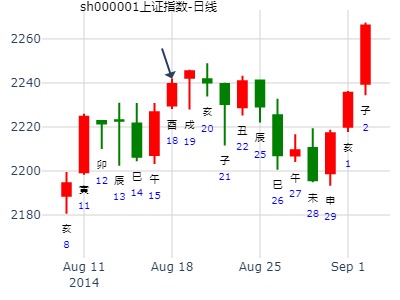 sh000001上证指数-日线
2260
2240
2220
2200
2180
亥
8
寅
11
卯
12
辰
13
巳
14
午
15
酉
18
戌
19
亥
20
子
21
丑
22
辰
25
巳
26
午
27
未
28
申
29
亥
1
子
2
Aug 11
2014
Aug 18
Aug 25
Sep 1